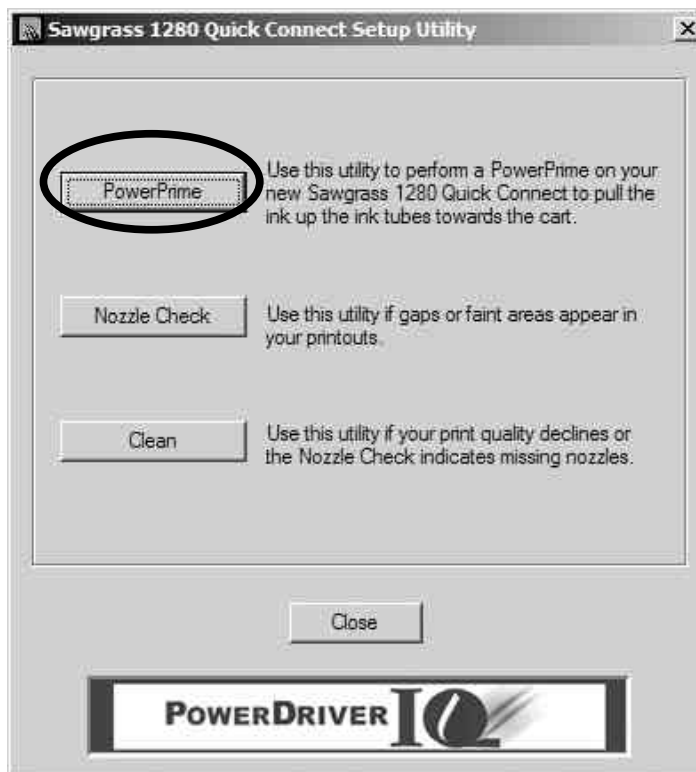 Sawgrass 1280 Quick Connect Setup Utility
PowerPrime
Use this utility to perform a PowerPrime on your
new Sawgrass 1280 Quick Connect to pull the
ink up the ink tubes towards the cart.
Nozzle Check
Use this utility if gaps or faint areas appear in
your printouts.
Clean
Use this utility if your print quality declines or
the Nozzle Check indicates missing nozzles.
Close
POWERDRIVER IQ